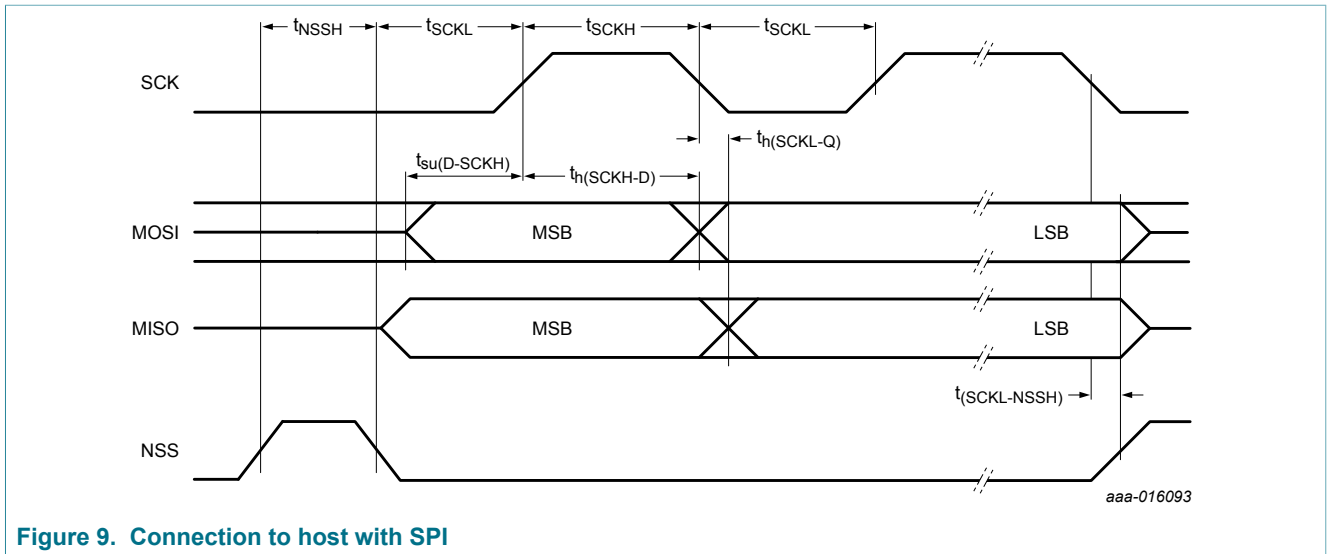 tNSSH tSCKL tSCKH tSCKL
SCK
th(SCKL-Q)
tsu(D-SCKH)
th(SCKH-D)
MOSI MSB LSB
MISO MSB LSB
t(SCKL-NSSH)
NSS
aaa-016093
Figure 9. Connection to host with SPI